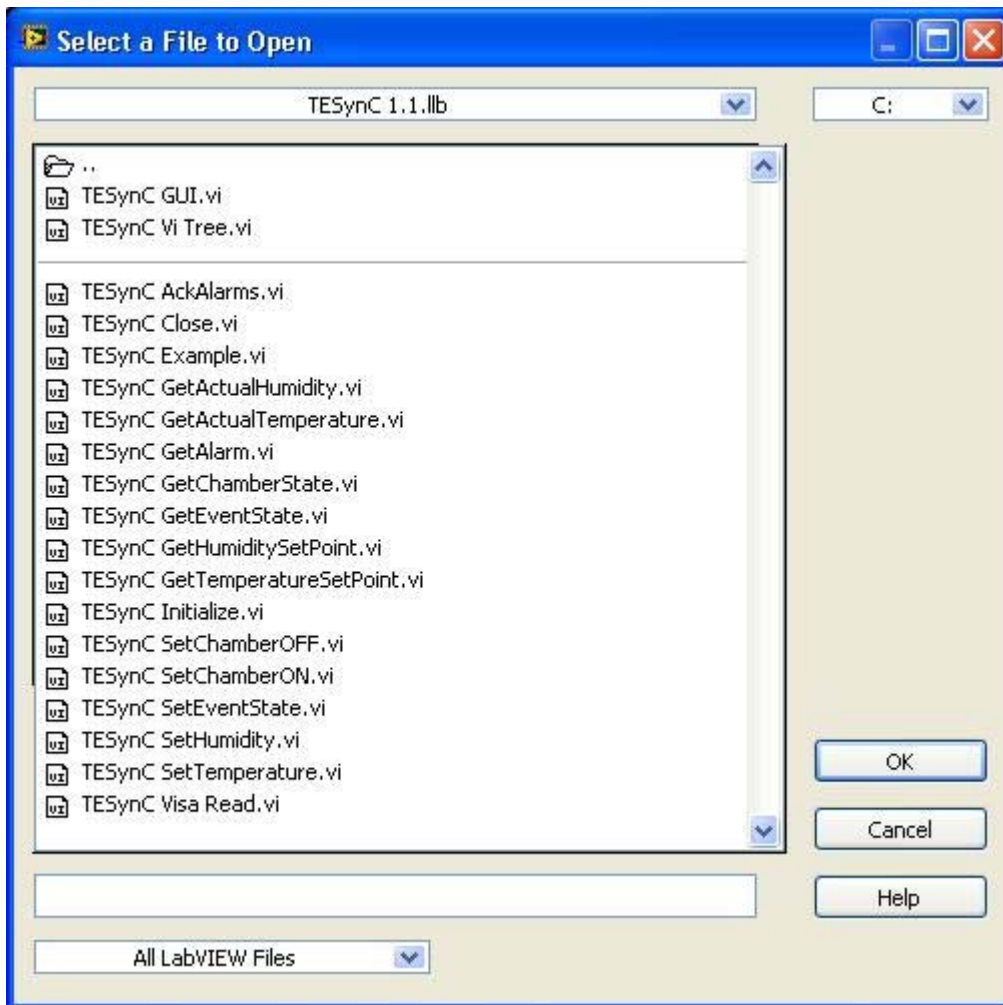 Select a File to Open
TESynC 1.1.llb
C:
..
TESynC GUI.vi
TESynC Vi Tree.vi
TESynC AckAlarms.vi
TESynC Close.vi
TESynC Example.vi
TESynC GetActualHumidity.vi
TESynC GetActualTemperature.vi
TESynC GetAlarm.vi
TESynC GetChamberState.vi
TESynC GetEventState.vi
TESynC GetHumiditySetPoint.vi
TESynC GetTemperatureSetPoint.vi
TESynC Initialize.vi
TESynC SetChamberOFF.vi
TESynC SetChamberON.vi
TESynC SetEventState.vi
TESynC SetHumidity.vi
TESynC SetTemperature.vi
TESynC Visa Read.vi
OK
Cancel
Help
All LabVIEW Files